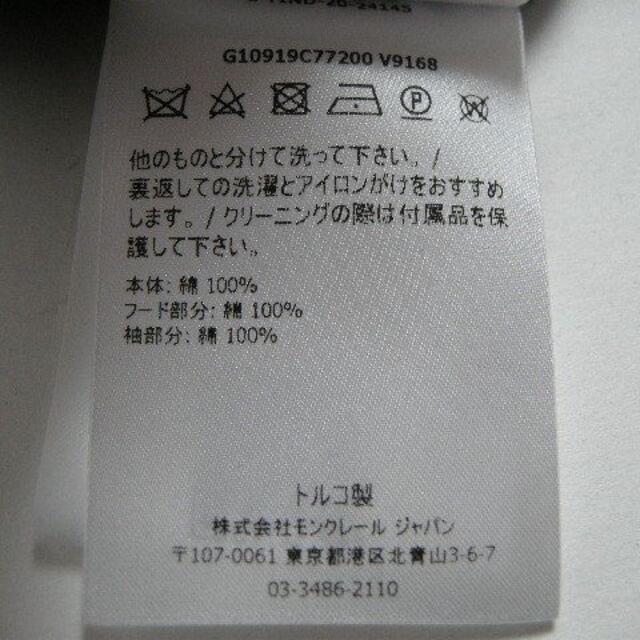 G10919C77200 V9168
他のものと分けて洗って下さい。/
裏返しての洗濯とアイロンがけをおすすめ
します。/ クリーニングの際は付属品を保
護して下さい。
本体: 綿 100%
フード部分: 綿 100%
袖部分: 綿 100%
トルコ製
株式会社モンクレール ジャパン
〒107-0061 東京都港区北青山3-6-7
03-3486-2110